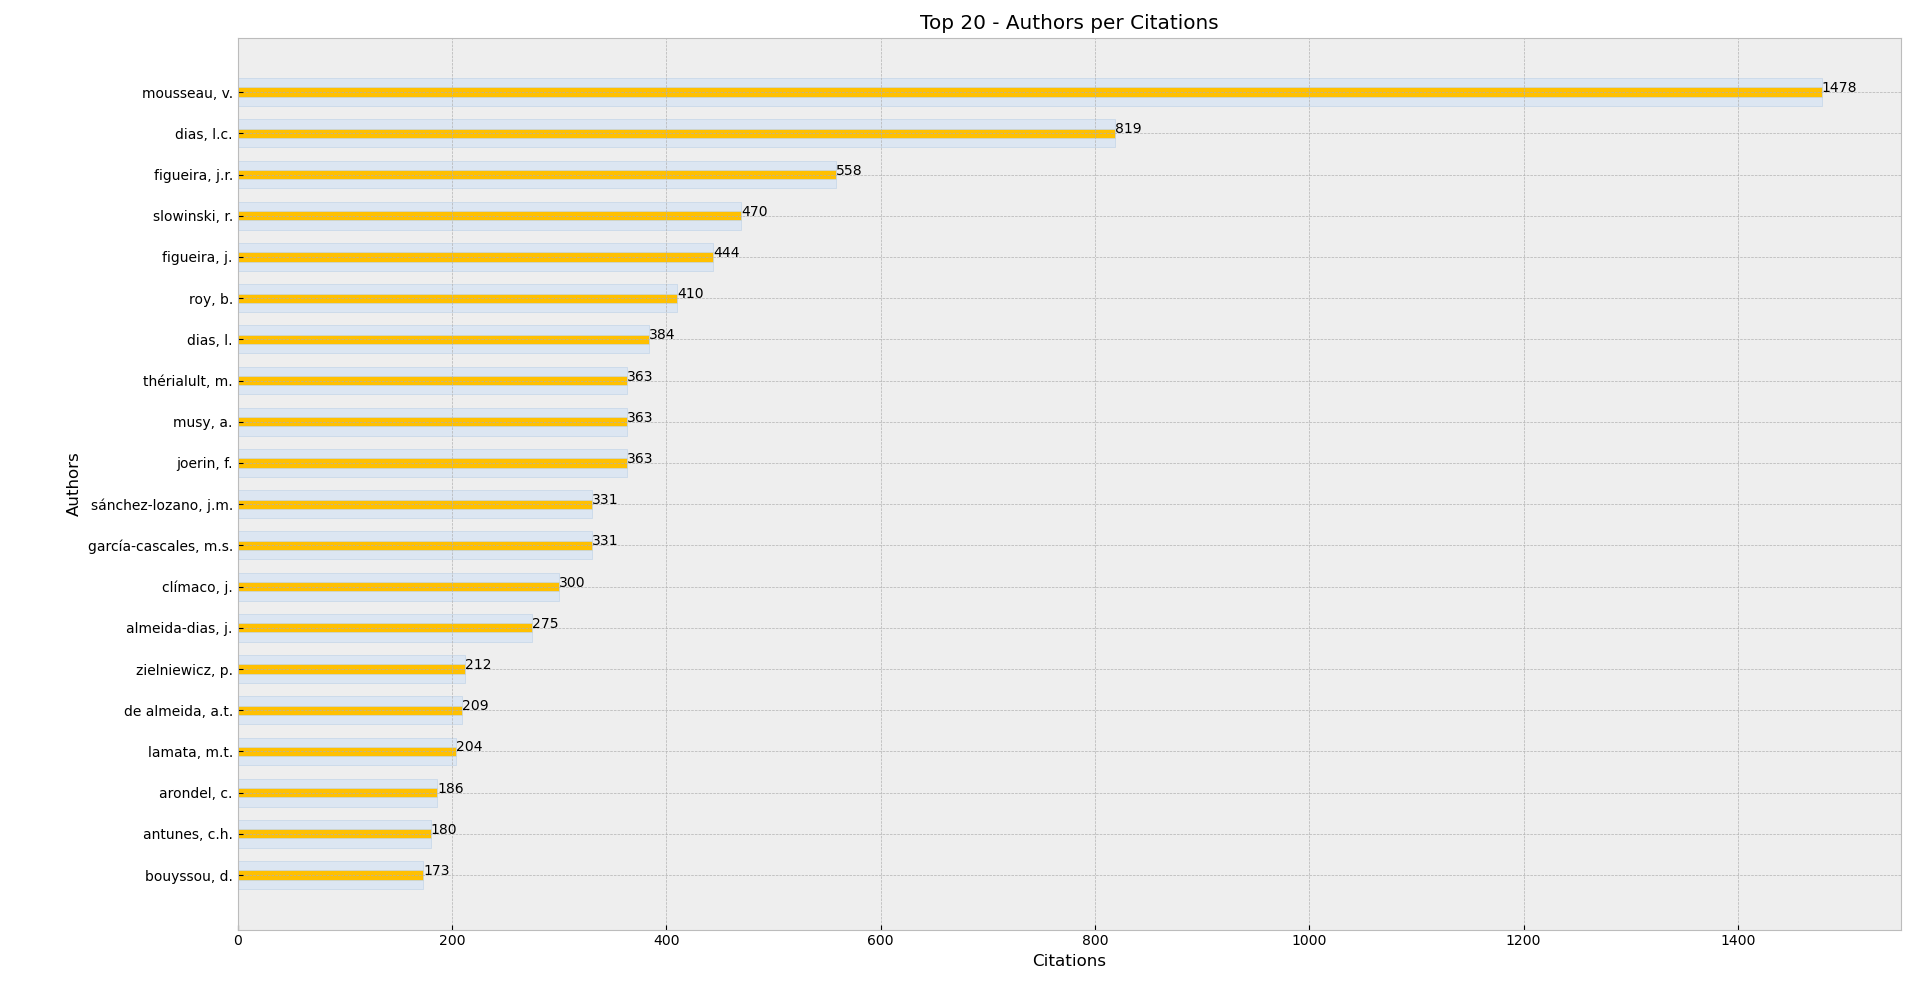 Top 20 - Authors per Citations
mousseau, v. 1478
dias, l.c. 819
figueira, j.r. 558
slowinski, r. 470
figueira, j. 444
roy, b. 410
dias, l. 384
thérialult, m. 363
musy, a. 363
joerin, f. 363
sánchez-lozano, j.m. 331
garcía-cascales, m.s. 331
clímaco, j. 300
almeida-dias, j. 275
zielniewicz, p. 212
de almeida, a.t. 209
lamata, m.t. 204
arondel, c. 186
antunes, c.h. 180
bouyssou, d. 173
Authors
0 200 400 600 800 1000 1200 1400
Citations